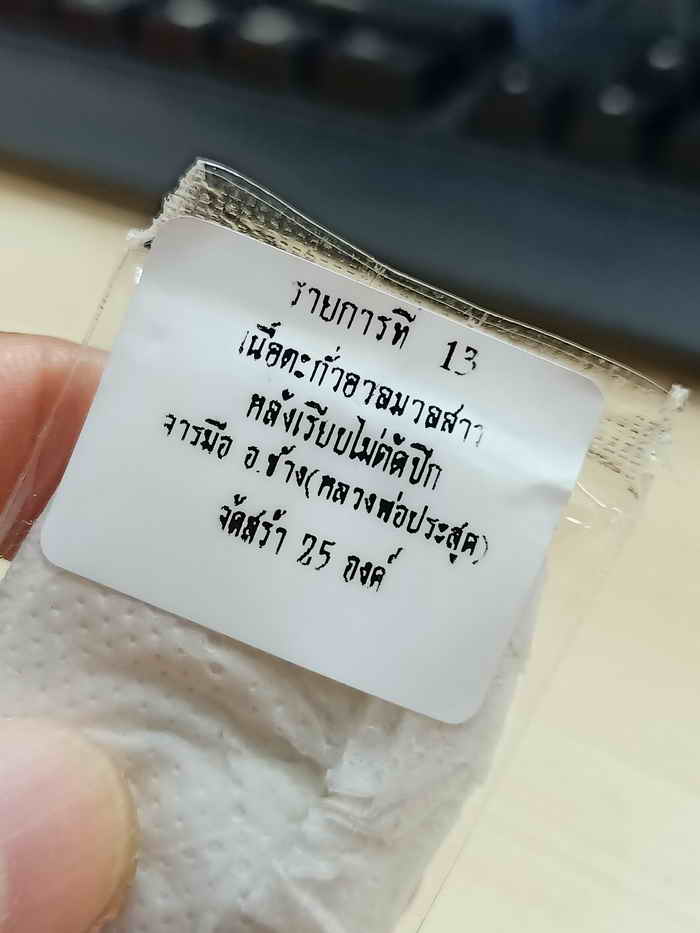 รายการที่ 13
เนื้อตะกั่วอาลมวลสาร
หลังเรียบไม่ตัดปีก
จารมือ อ.ช้าง(หลวงพ่อประสูต)
จัดสร้า 25 องค์